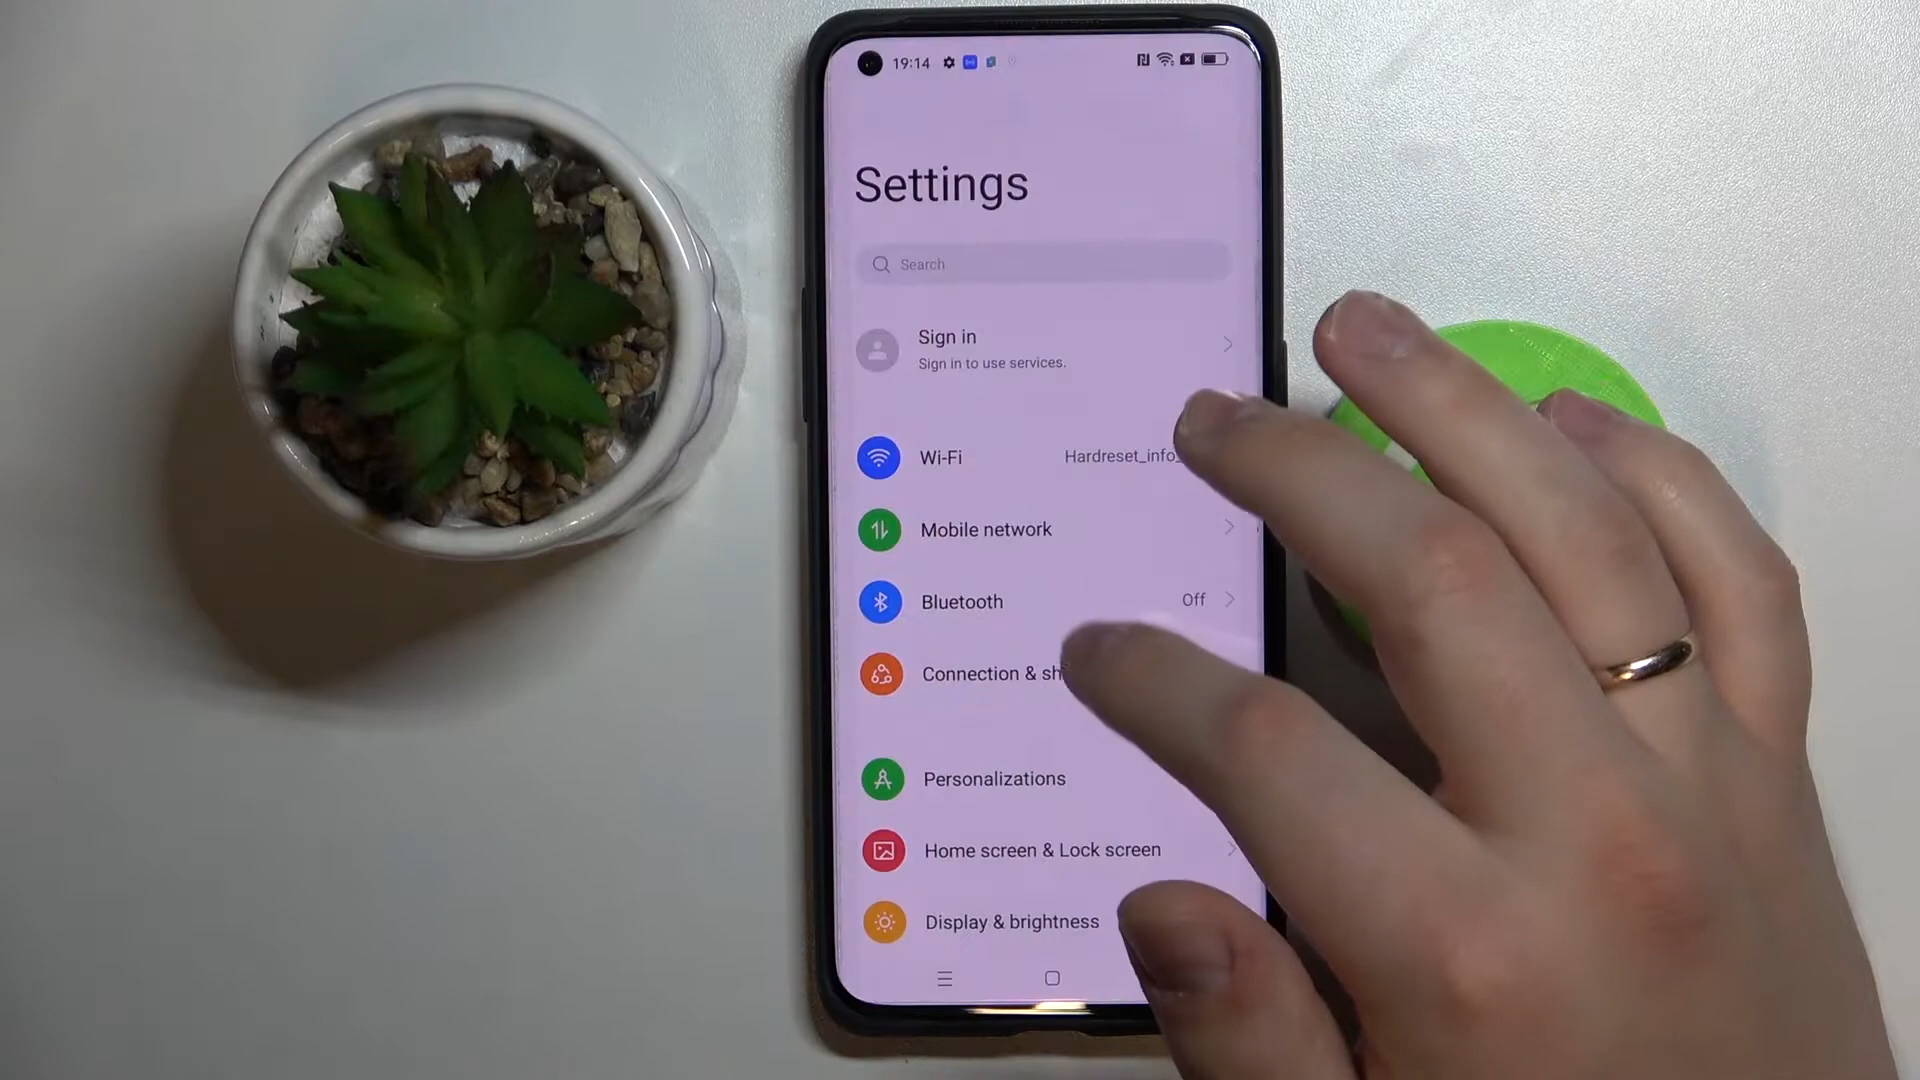 19:14
Settings
Search
Sign in
Sign in to use services.
Wi-Fi Hardreset_info_
Mobile network
Bluetooth Off
Connection & sh
Personalizations
Home screen & Lock screen
Display & brightness